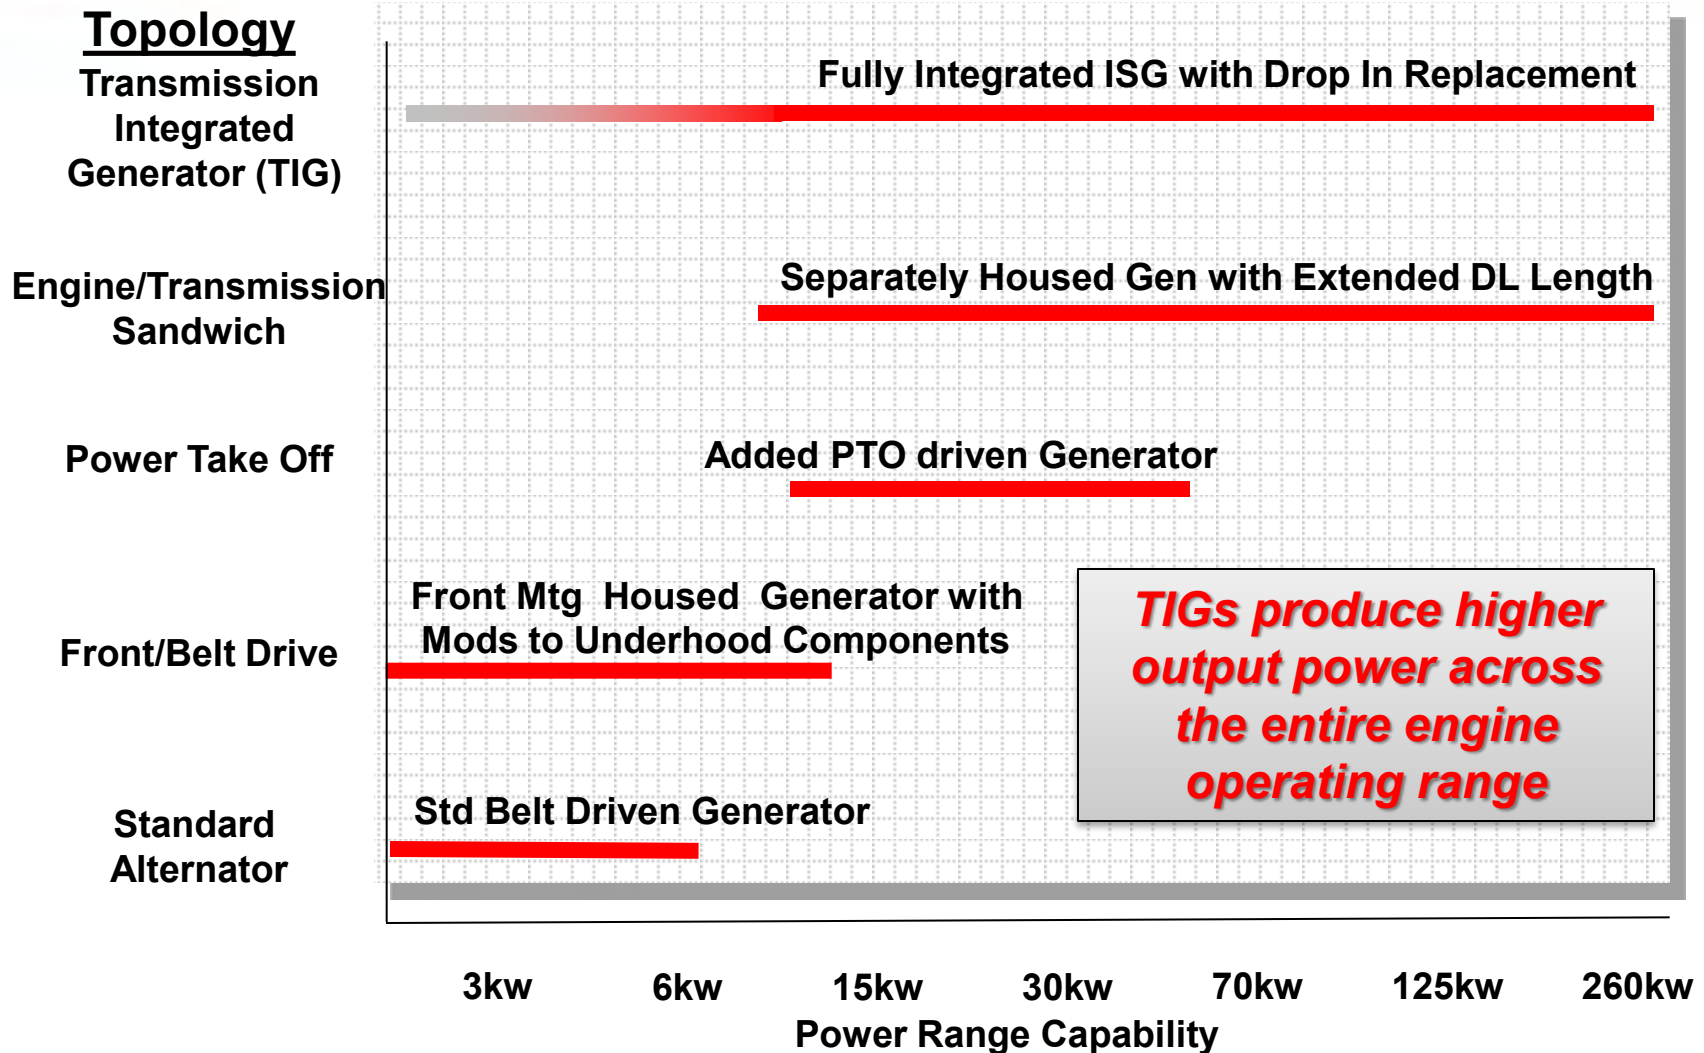 Topology
Transmission
Integrated
Generator (TIG)
Fully Integrated ISG with Drop In Replacement
Engine/Transmission
Sandwich
Separately Housed Gen with Extended DL Length
Power Take Off
Added PTO driven Generator
Front/Belt Drive
Front Mtg Housed Generator with
Mods to Underhood Components
TIGs produce higher
output power across
the entire engine
operating range
Standard
Alternator
Std Belt Driven Generator
3kw 6kw 15kw 30kw 70kw 125kw 260kw
Power Range Capability